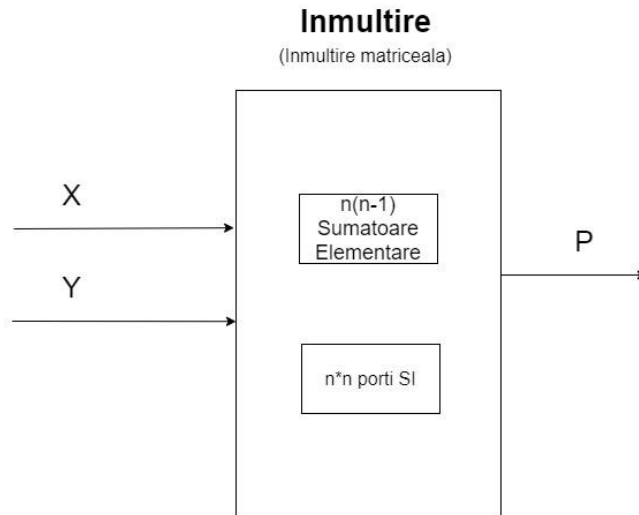 Inmultire
(Inmultire matriceala)
X
n(n-1)
Sumatoare
Elementare
P
Y
n*n porti SI